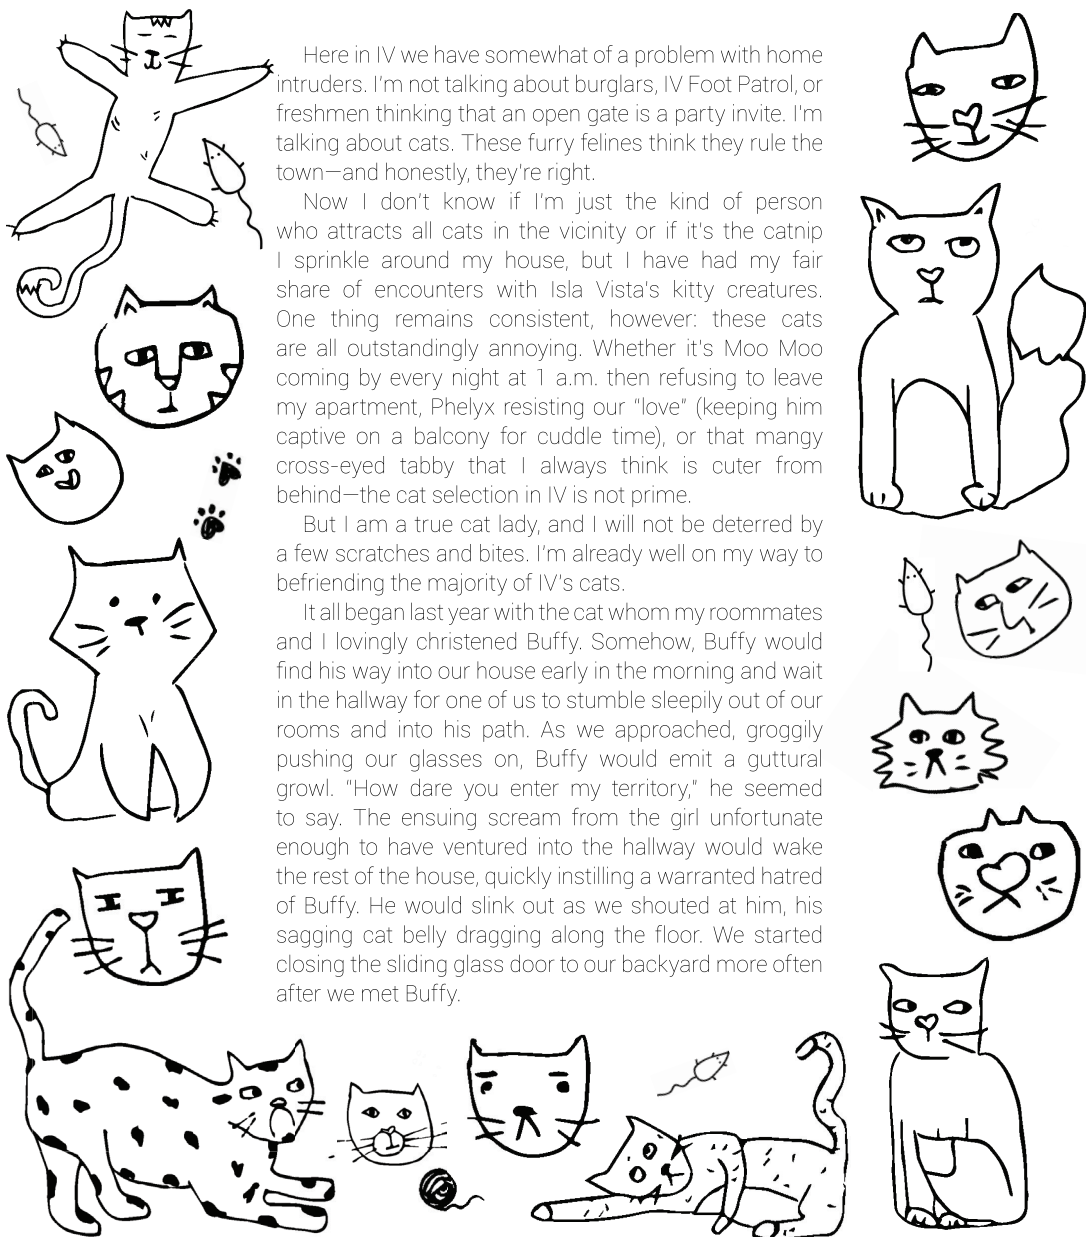 Here in IV we have somewhat of a problem with home
intruders. I'm not talking about burglars, IV Foot Patrol, or
freshmen thinking that an open gate is a party invite. I'm
talking about cats. These furry felines think they rule the
town—and honestly, they're right.
Now I don't know if I'm just the kind of person
who attracts all cats in the vicinity or if it's the catnip
I sprinkle around my house, but I have had my fair
share of encounters with Isla Vista's kitty creatures.
One thing remains consistent, however: these cats
are all outstandingly annoying. Whether it's Moo Moo
coming by every night at 1 a.m. then refusing to leave
my apartment, Phelyx resisting our "love" (keeping him
captive on a balcony for cuddle time), or that mangy
cross-eyed tabby that I always think is cuter from
behind—the cat selection in IV is not prime.
But I am a true cat lady, and I will not be deterred by
a few scratches and bites. I'm already well on my way to
befriending the majority of IV's cats.
It all began last year with the cat whom my roommates
and I lovingly christened Buffy. Somehow, Buffy would
find his way into our house early in the morning and wait
in the hallway for one of us to stumble sleepily out of our
rooms and into his path. As we approached, groggily
pushing our glasses on, Buffy would emit a guttural
growl. "How dare you enter my territory," he seemed
to say. The ensuing scream from the girl unfortunate
enough to have ventured into the hallway would wake
the rest of the house, quickly instilling a warranted hatred
of Buffy. He would slink out as we shouted at him, his
sagging cat belly dragging along the floor. We started
closing the sliding glass door to our backyard more often
after we met Buffy.